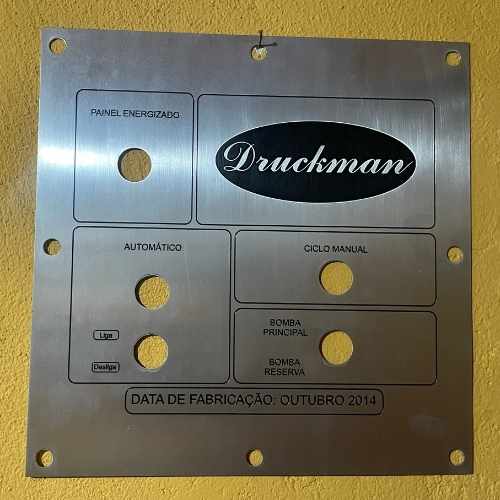 PAINEL ENERGIZADO
Druckman
AUTOMÁTICO
CICLO MANUAL
Liga
Desliga
BOMBA
PRINCIPAL
BOMBA
RESERVA
DATA DE FABRICAÇÃO: OUTUBRO 2014